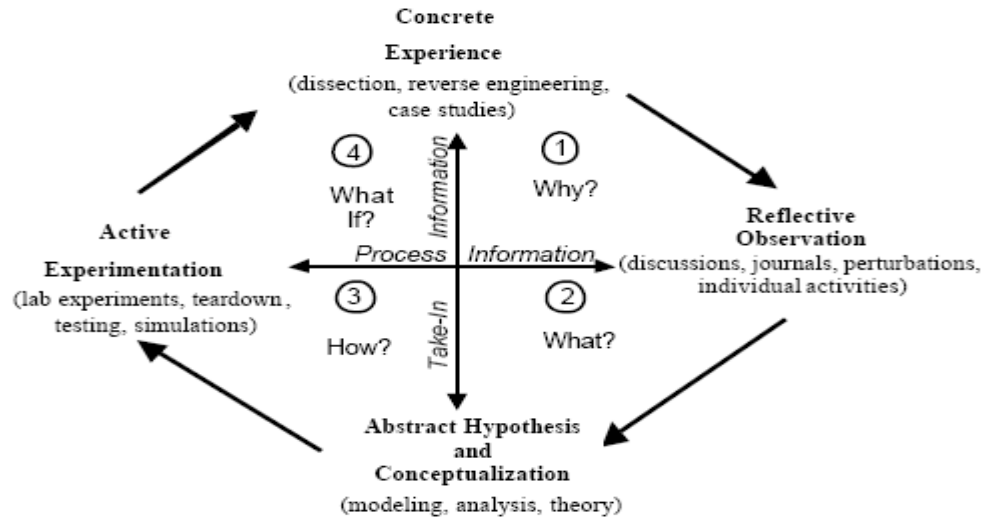 Concrete
Experience
(dissection, reverse engineering,
case studies)
4
1
What
If?
Why?
Take-In Information
Process Information
Active
Experimentation
(lab experiments, teardown,
testing, simulations)
Reflective
Observation
(discussions, journals, perturbations,
individual activities)
3
2
How?
What?
Abstract Hypothesis
and
Conceptualization
(modeling, analysis, theory)